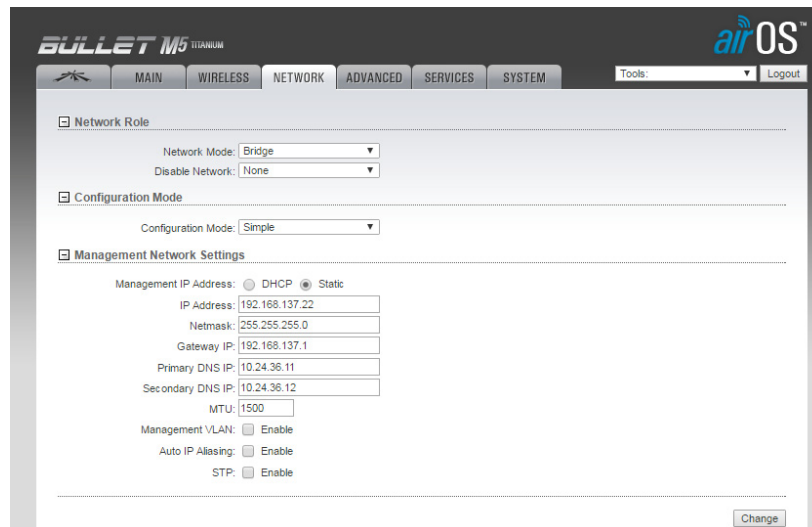 BULLET M5 TITANIUM
airOS™
MAIN WIRELESS NETWORK ADVANCED SERVICES SYSTEM Tools: Logout
Network Role
Network Mode: Bridge
Disable Network: None
Configuration Mode
Configuration Mode: Simple
Management Network Settings
Management IP Address: DHCP Static
IP Address: 192.168.137.22
Netmask: 255.255.255.0
Gateway IP: 192.168.137.1
Primary DNS IP: 10.24.36.11
Secondary DNS IP: 10.24.36.12
MTU: 1500
Management VLAN: Enable
Auto IP Aliasing: Enable
STP: Enable
Change